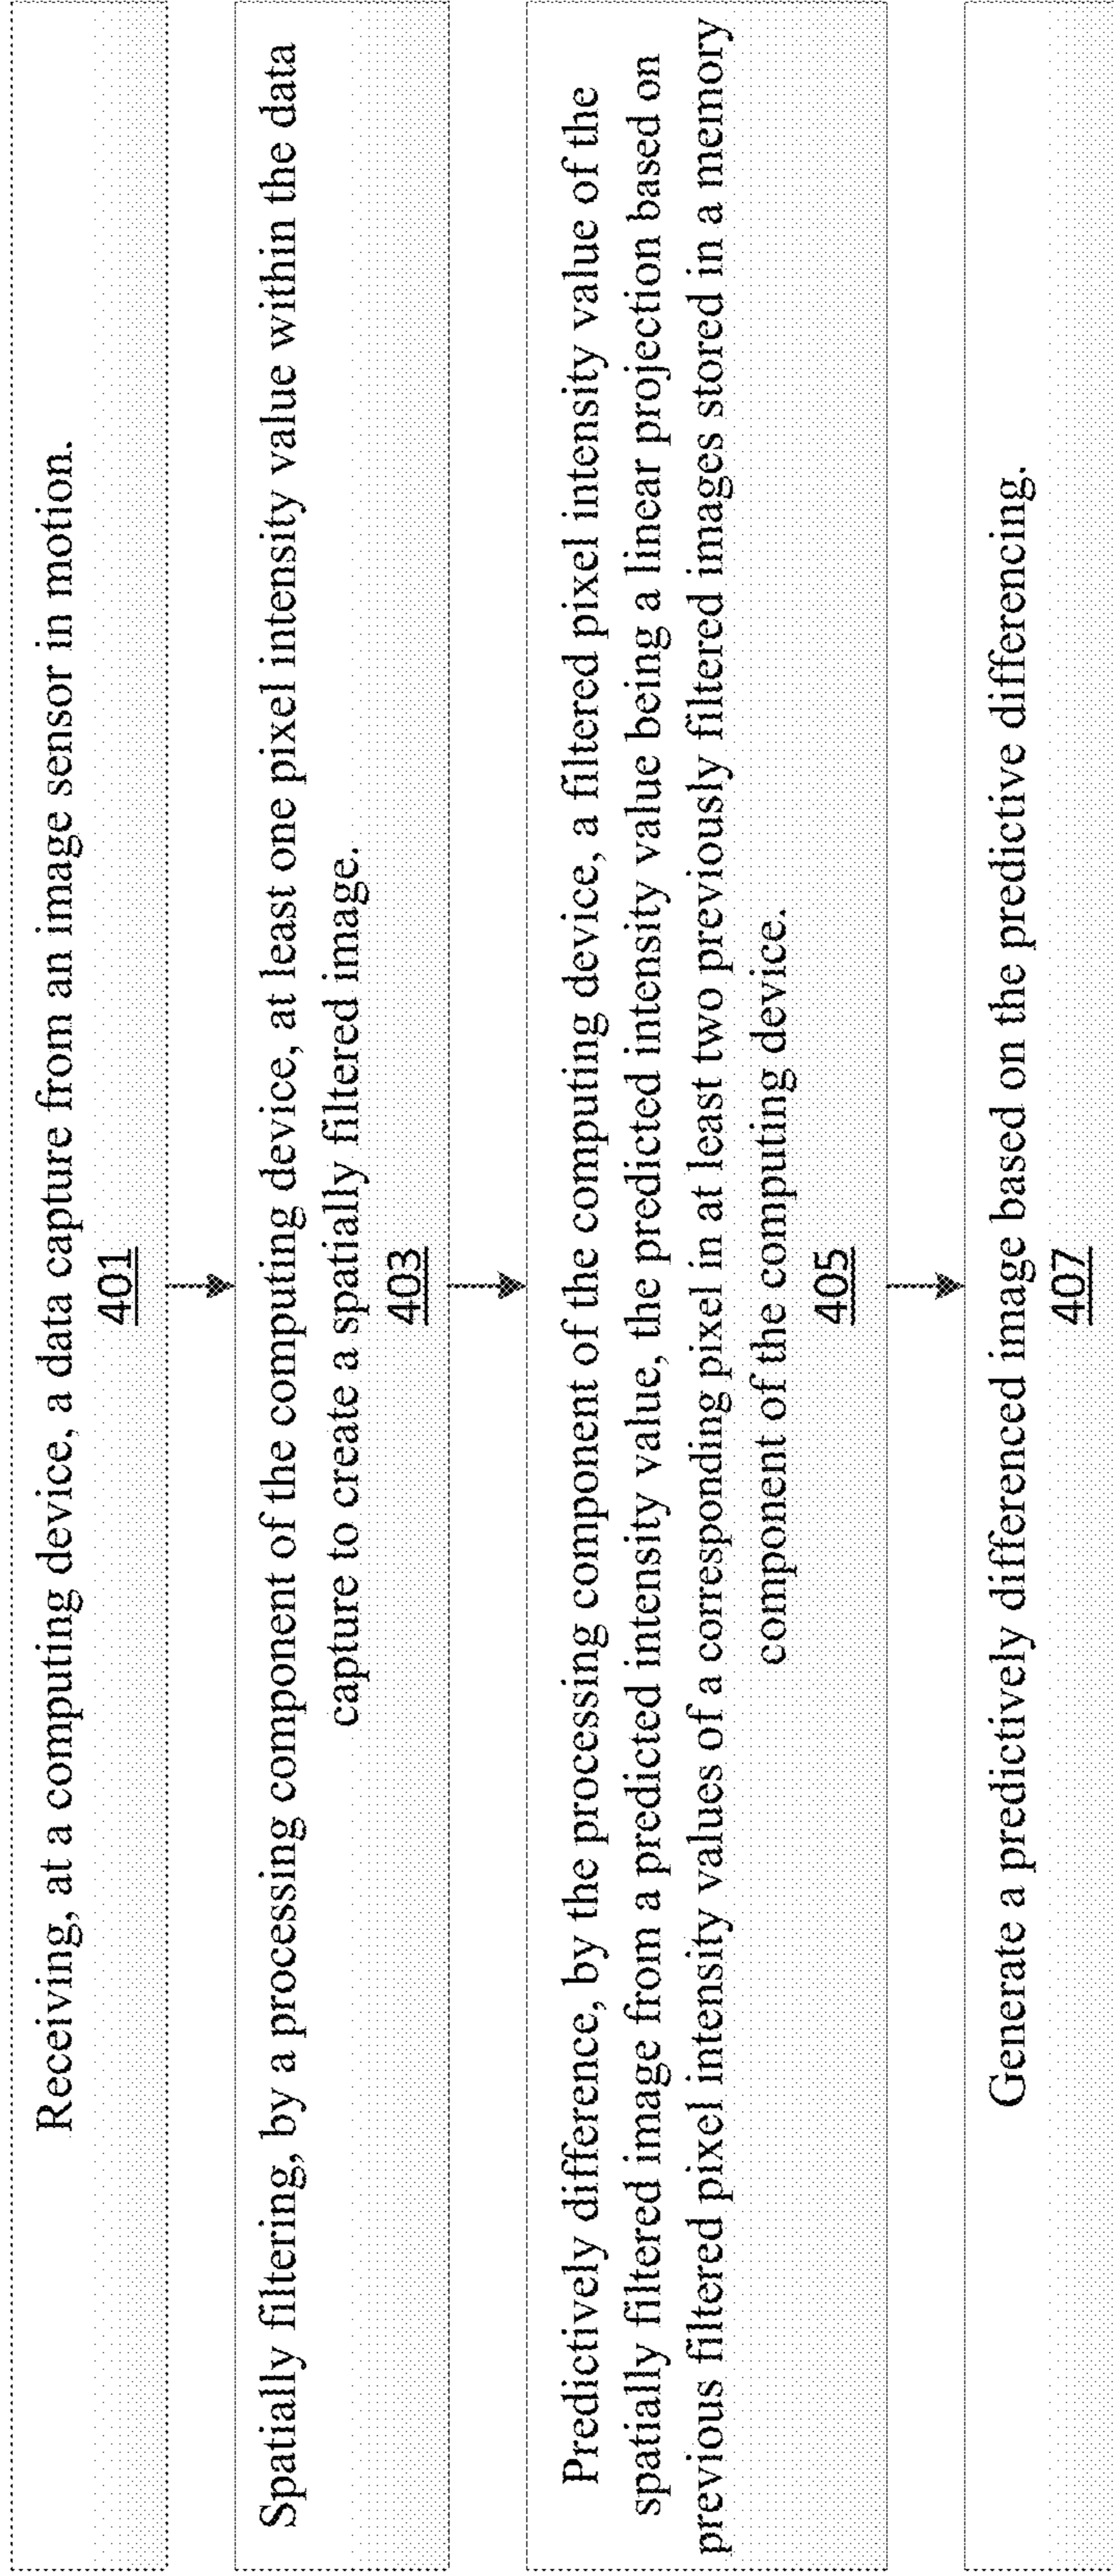 Receiving, at a computing device, a data capture from an image sensor in motion.
401
Spatially filtering, by a processing component of the computing device, at least one pixel intensity value within the data
capture to create a spatially filtered image.
403
Predictively difference, by the processing component of the computing device, a filtered pixel intensity value of the
spatially filtered image from a predicted intensity value, the predicted intensity value being a linear projection based on
previous filtered pixel intensity values of a corresponding pixel in at least two previously filtered images stored in a memory
component of the computing device.
405
Generate a predictively differenced image based on the predictive differencing.
407